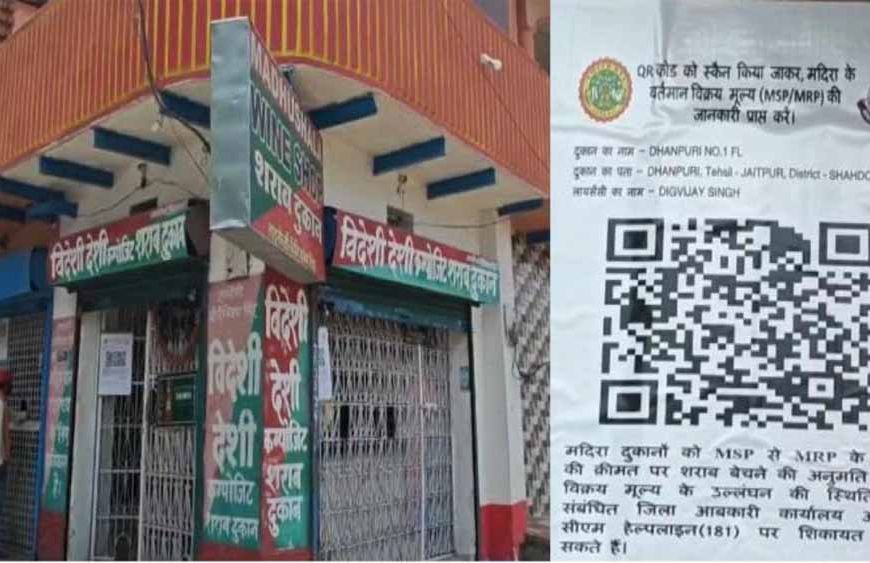 MADHUSHALA
WINE SHOP
शराब दुकान
विदेशी देशी कम्पोजिट शराब दुकान
विदेशी देशी कम्पोजिट शराब दुकान
विदेशी
देशी
कम्पोजिट
शराब दुकान
विदेशी
देशी
कम्पोजिट
शराब
दुकान
QR कोड को स्कैन किया जाकर, मदिरा के
वर्तमान विक्रय मूल्य (MSP/MRP) की
जानकारी प्राप्त करें।
दुकान का नाम – DHANPURI NO.1 FL
दुकान का पता – DHANPURI, Tehsil - JAITPUR, District - SHAHDO
लायसेंसी का नाम – DIGVIJAY SINGH
मदिरा दुकानों को MSP से MRP के
की क़ीमत पर शराब बेचने की अनुमति
विक्रय मूल्य के उल्लंघन की स्थिति
संबंधित जिला आबकारी कार्यालय
सीएम हेल्पलाइन(181) पर शिकायत
सकते हैं।